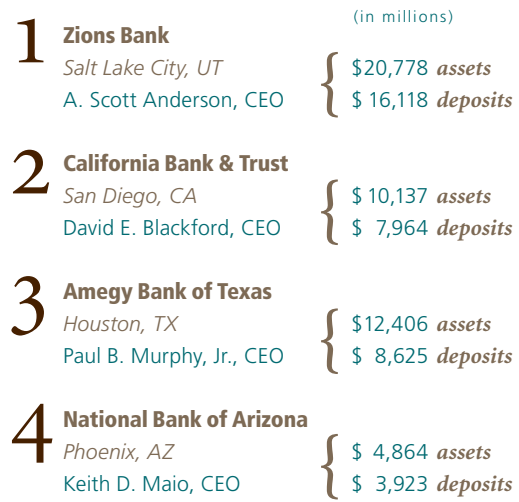 (in millions)
1
Zions Bank
Salt Lake City, UT
$20,778 assets
A. Scott Anderson, CEO
$ 16,118 deposits
2
California Bank & Trust
San Diego, CA
$ 10,137 assets
David E. Blackford, CEO
$ 7,964 deposits
3
Amegy Bank of Texas
Houston, TX
$12,406 assets
Paul B. Murphy, Jr., CEO
$ 8,625 deposits
4
National Bank of Arizona
Phoenix, AZ
$ 4,864 assets
Keith D. Maio, CEO
$ 3,923 deposits